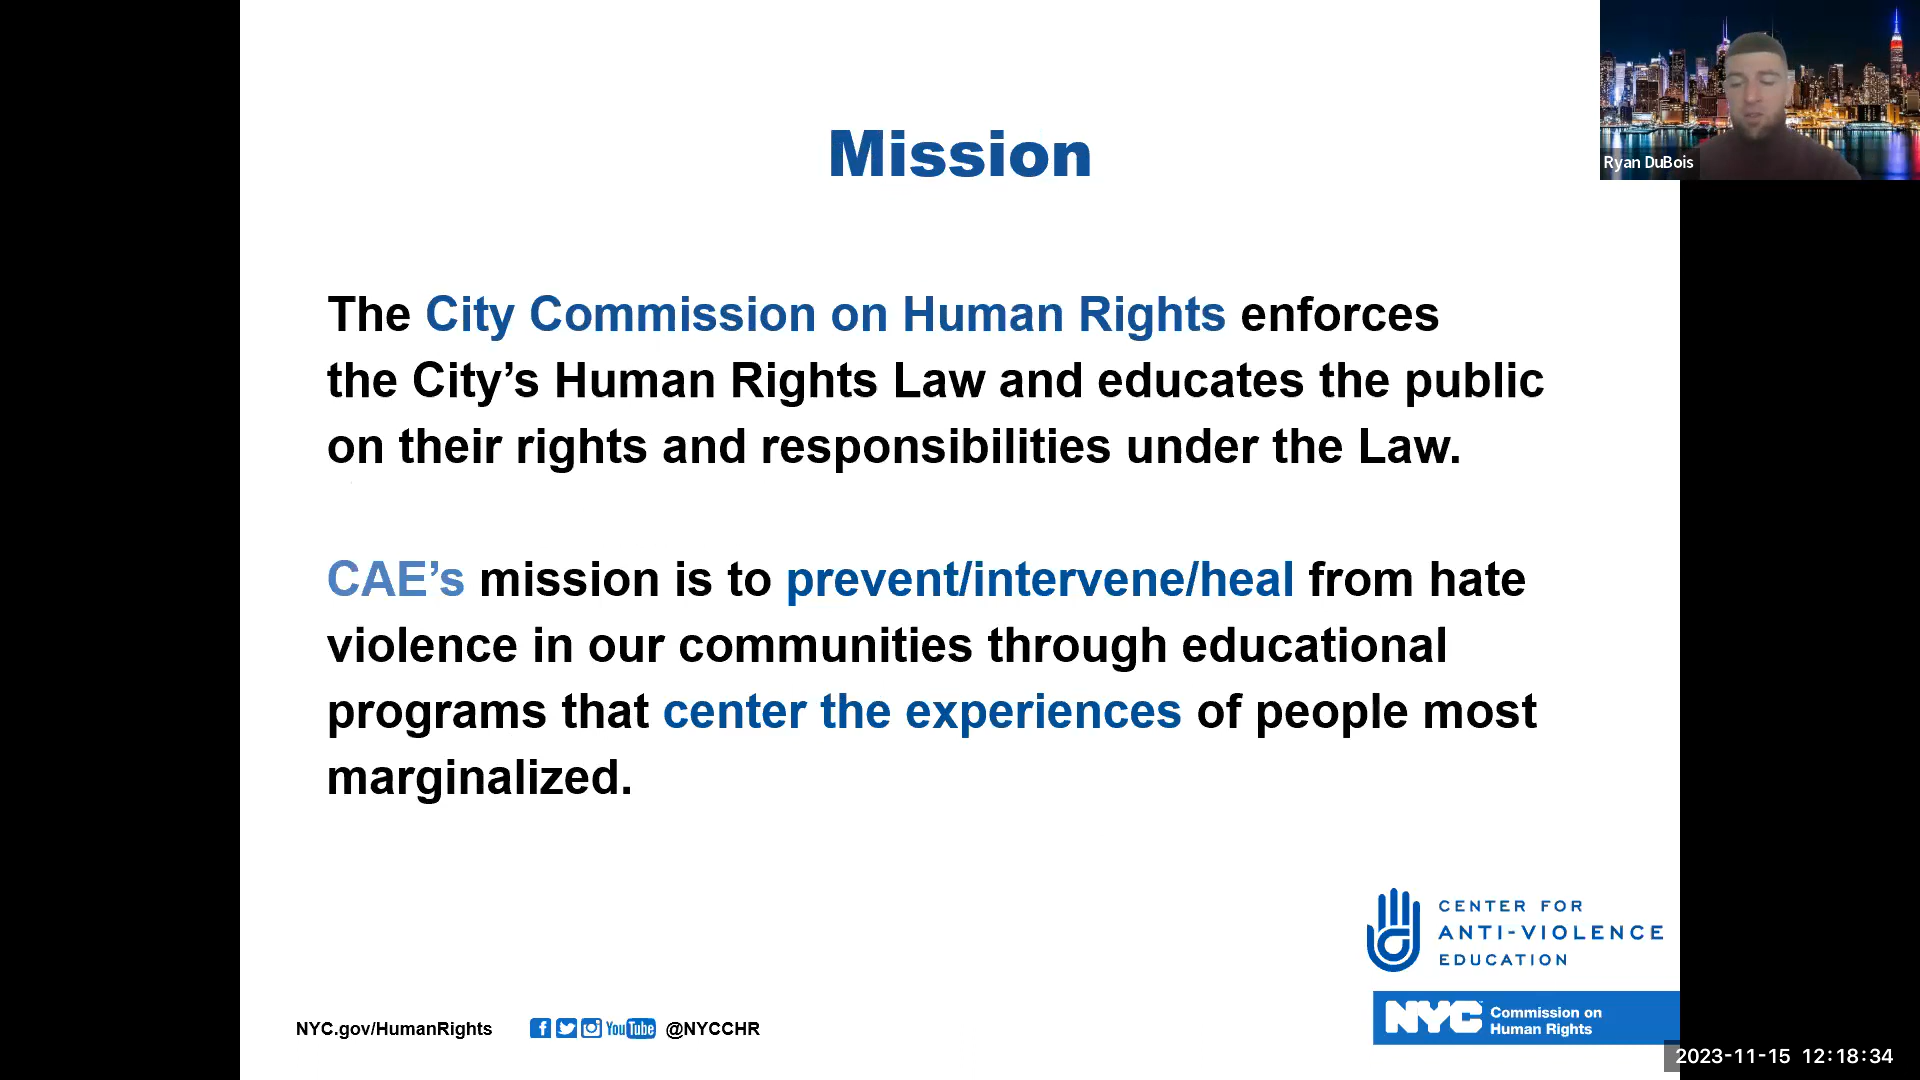 Mission
Ryan DuBois
The City Commission on Human Rights enforces
the City’s Human Rights Law and educates the public
on their rights and responsibilities under the Law.
CAE’s mission is to prevent/intervene/heal from hate
violence in our communities through educational
programs that center the experiences of people most
marginalized.
CENTER FOR
ANTI-VIOLENCE
EDUCATION
NYC Commission on
Human Rights
NYC.gov/HumanRights YouTube @NYCCHR
2023-11-15 12:18:34